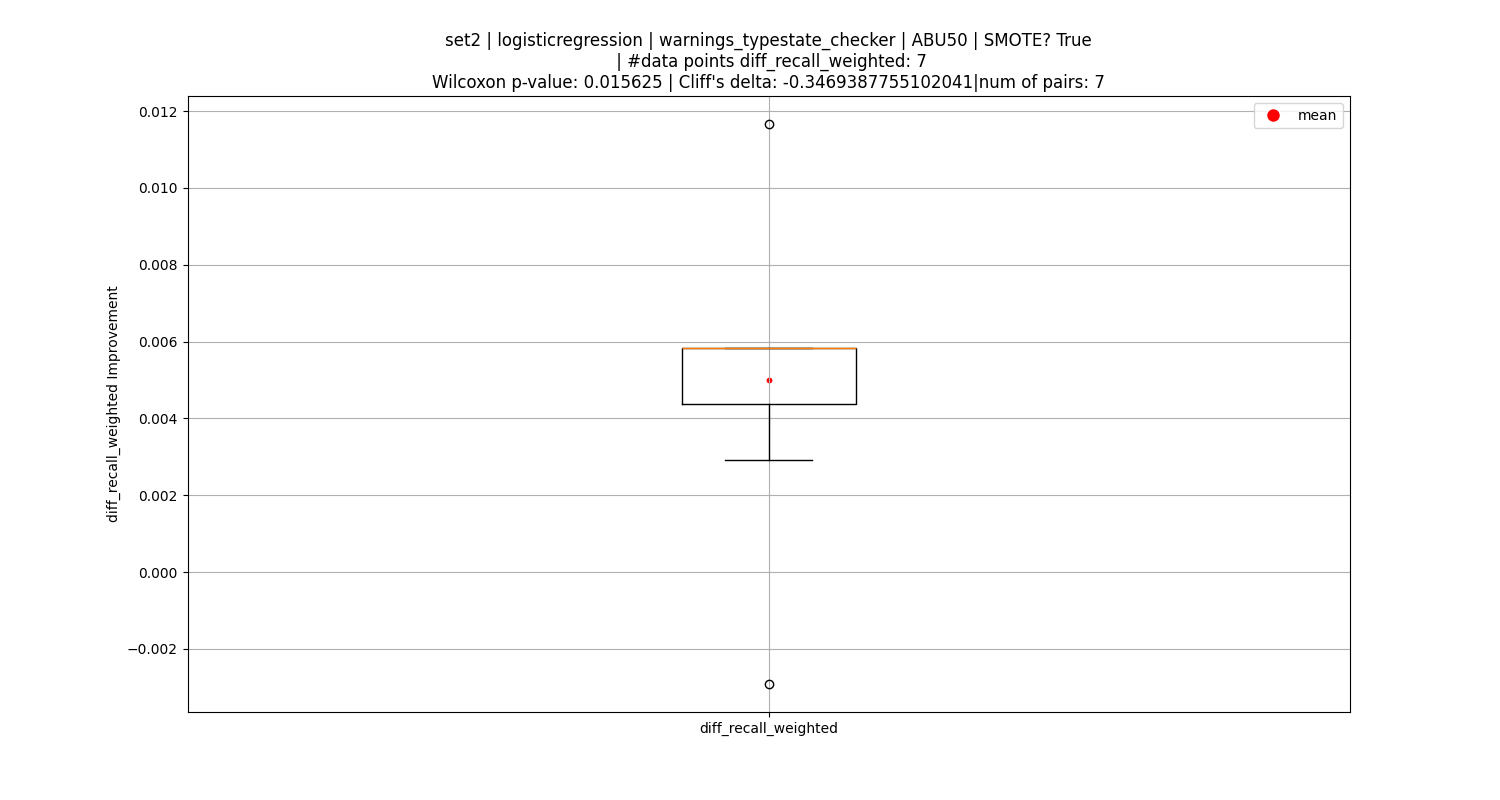 set2 | logisticregression | warnings_typestate_checker | ABU50 | SMOTE? True
| #data points diff_recall_weighted: 7
Wilcoxon p-value: 0.015625 | Cliff's delta: -0.3469387755102041|num of pairs: 7
mean
0.012
0.010
0.008
0.006
0.004
0.002
0.000
−0.002
diff_recall_weighted Improvement
diff_recall_weighted